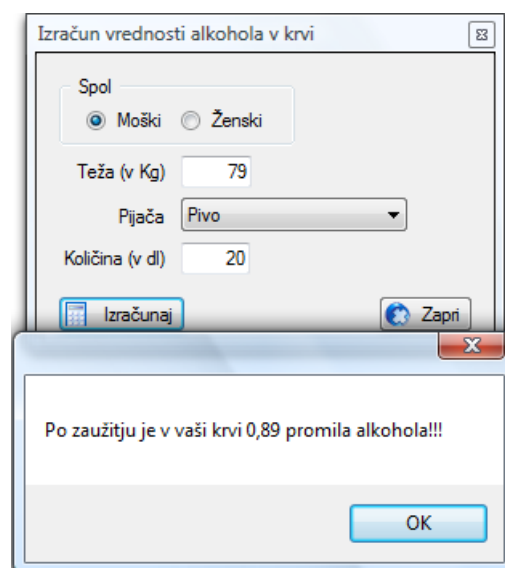 Izračun vrednosti alkohola v krvi
Spol
Moški Ženski
Teža (v Kg) 79
Pijača Pivo
Količina (v dl) 20
Izračunaj Zapri
Po zaužitju je v vaši krvi 0,89 promila alkohola!!!
OK